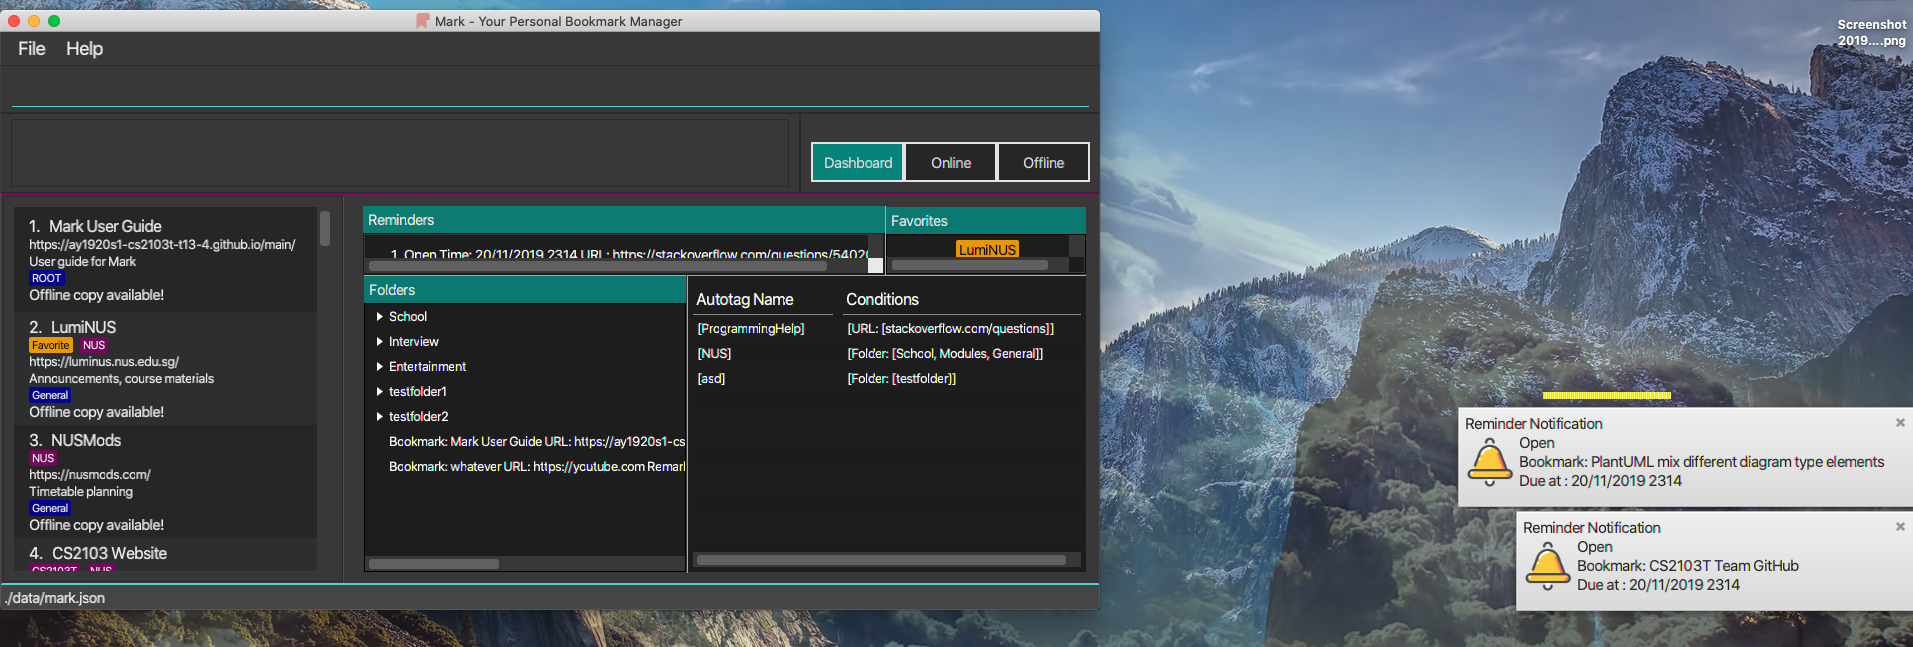 Mark - Your Personal Bookmark Manager
File Help
Dashboard Online Offline
1. Mark User Guide
https://ay1920s1-cs2103t-t13-4.github.io/main/
User guide for Mark
ROOT
Offline copy available!
2. LumiNUS
Favorite NUS
https://luminus.nus.edu.sg/
Announcements, course materials
General
Offline copy available!
3. NUSMods
NUS
https://nusmods.com/
Timetable planning
General
Offline copy available!
4. CS2103 Website
CS2103T NUS
Reminders
1. Open Time: 20/11/2019 2314 URL: https://stackoverflow.com/questions/54020
Favorites
LumiNUS
Folders
School
Interview
Entertainment
testfolder1
testfolder2
Bookmark: Mark User Guide URL: https://ay1920s1-cs
Bookmark: whatever URL: https://youtube.com Remark
Autotag Name Conditions
[ProgrammingHelp] [URL: [stackoverflow.com/questions]]
[NUS] [Folder: [School, Modules, General]]
[asd] [Folder: [testfolder]]
./data/mark.json
Screenshot
2019....png
Reminder Notification
Open
Bookmark: PlantUML mix different diagram type elements
Due at : 20/11/2019 2314
Reminder Notification
Open
Bookmark: CS2103T Team GitHub
Due at : 20/11/2019 2314